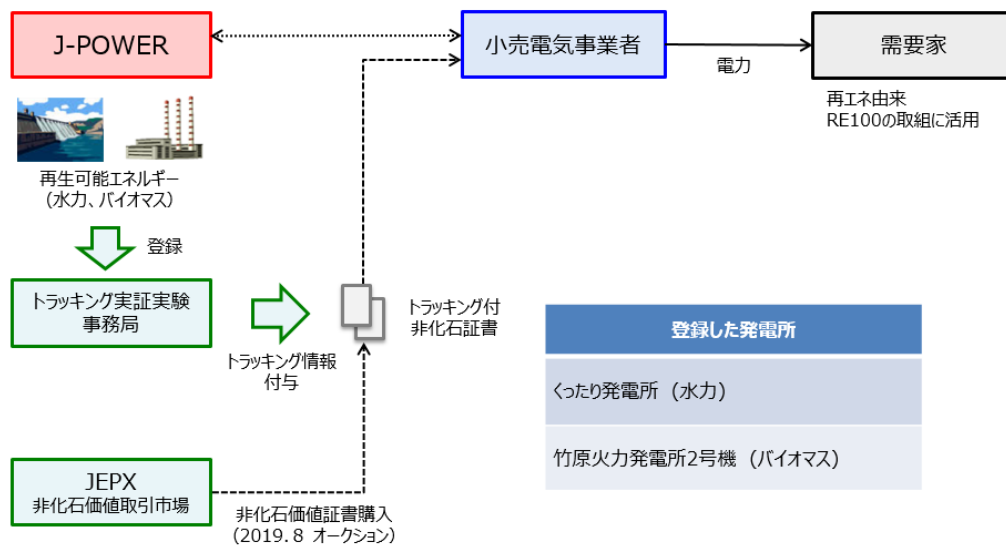 J-POWER
小売電気事業者
需要家
電力
再エネ由来
RE100の取組に活用
再生可能エネルギー
(水力、バイオマス)
登録
トラッキング実証実験
事務局
トラッキング情報
付与
トラッキング付
非化石証書
登録した発電所
くったり発電所 (水力)
竹原火力発電所2号機 (バイオマス)
JEPX
非化石価値取引市場
非化石価値証書購入
(2019.8 オークション)